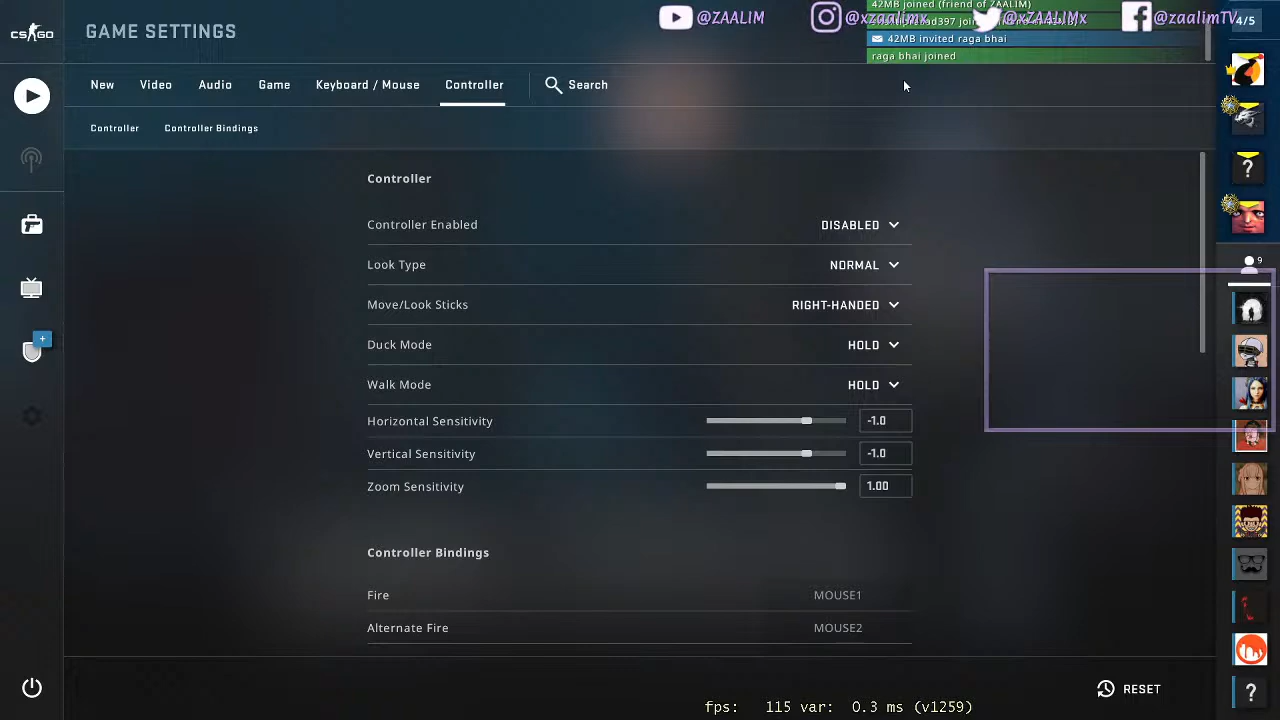 42MB joined (friend of ZAALIM)
@ZAALIM
@xzaalimx
@xZAALIMx
@zaalimTV
4/5
CS:GO
GAME SETTINGS
42MB invited raga bhai
raga bhai joined
New Video Audio Game Keyboard / Mouse Controller Search
Controller Controller Bindings
Controller
Controller Enabled DISABLED
Look Type NORMAL
9
Move/Look Sticks RIGHT-HANDED
Duck Mode HOLD
Walk Mode HOLD
Horizontal Sensitivity -1.0
Vertical Sensitivity -1.0
Zoom Sensitivity 1.00
Controller Bindings
Fire MOUSE1
Alternate Fire MOUSE2
RESET
fps: 115 var: 0.3 ms (v1259)